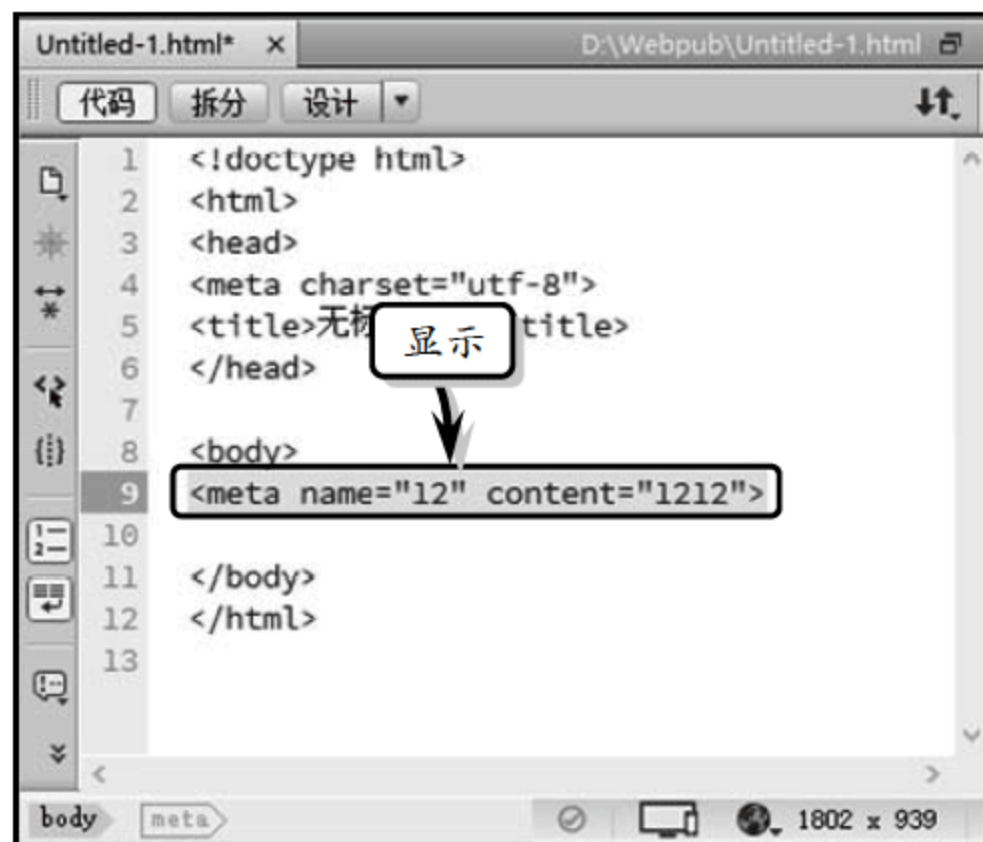 Untitled-1.html* × D:\Webpub\Untitled-1.html
代码 拆分 设计
1 <!doctype html>
2 <html>
3 <head>
4 <meta charset="utf-8">
5 <title>无 title>
显示
6 </head>
7
8 <body>
9 <meta name="12" content="1212">
10
11 </body>
12 </html>
13
body meta 1802 x 939